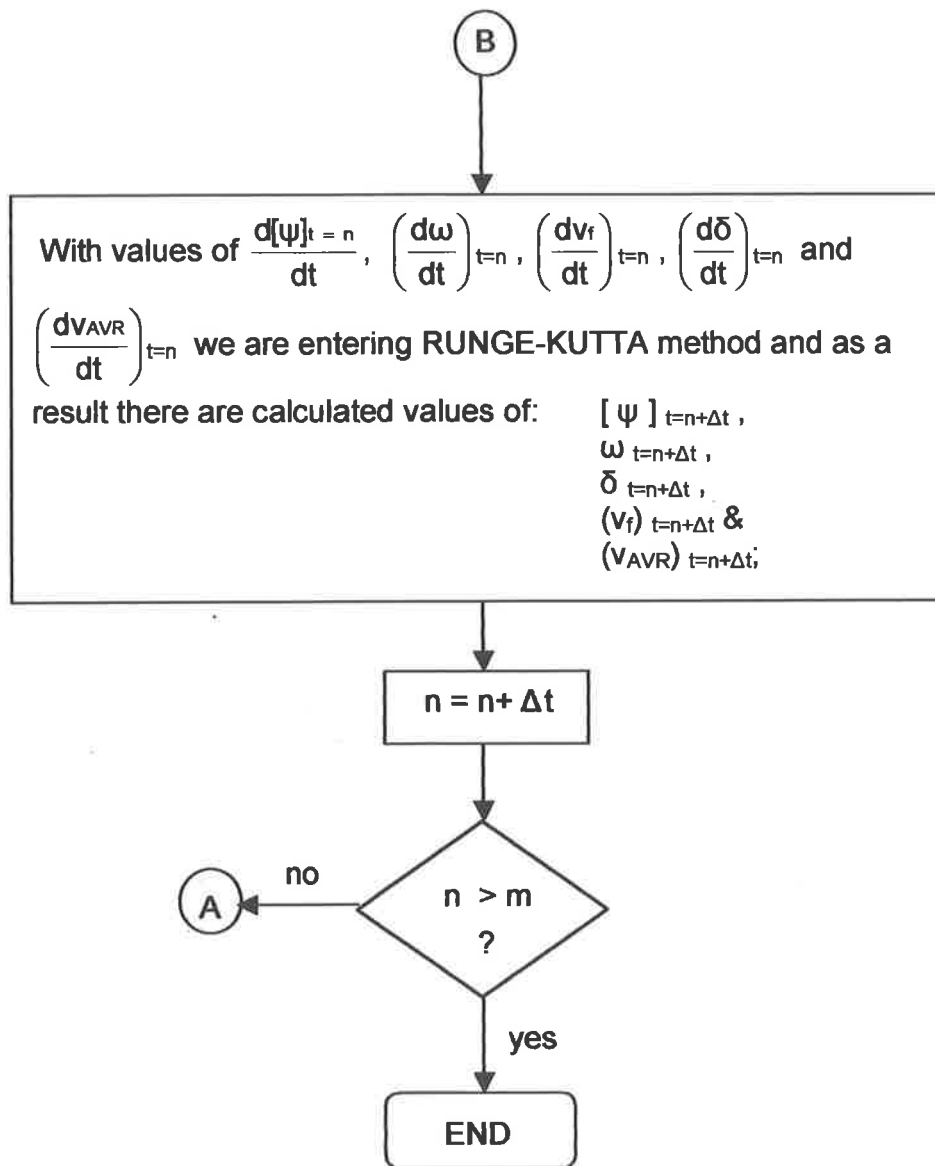 B
With values of d[ψ]t = n/dt , (dω/dt)t=n , (dvf/dt)t=n , (dδ/dt)t=n and
(dvAVR/dt)t=n we are entering RUNGE-KUTTA method and as a
result there are calculated values of: [ ψ ] t=n+Δt ,
ω t=n+Δt ,
δ t=n+Δt ,
(vf) t=n+Δt &
(vAVR) t=n+Δt;
n = n+ Δt
no
A
n > m
?
yes
END